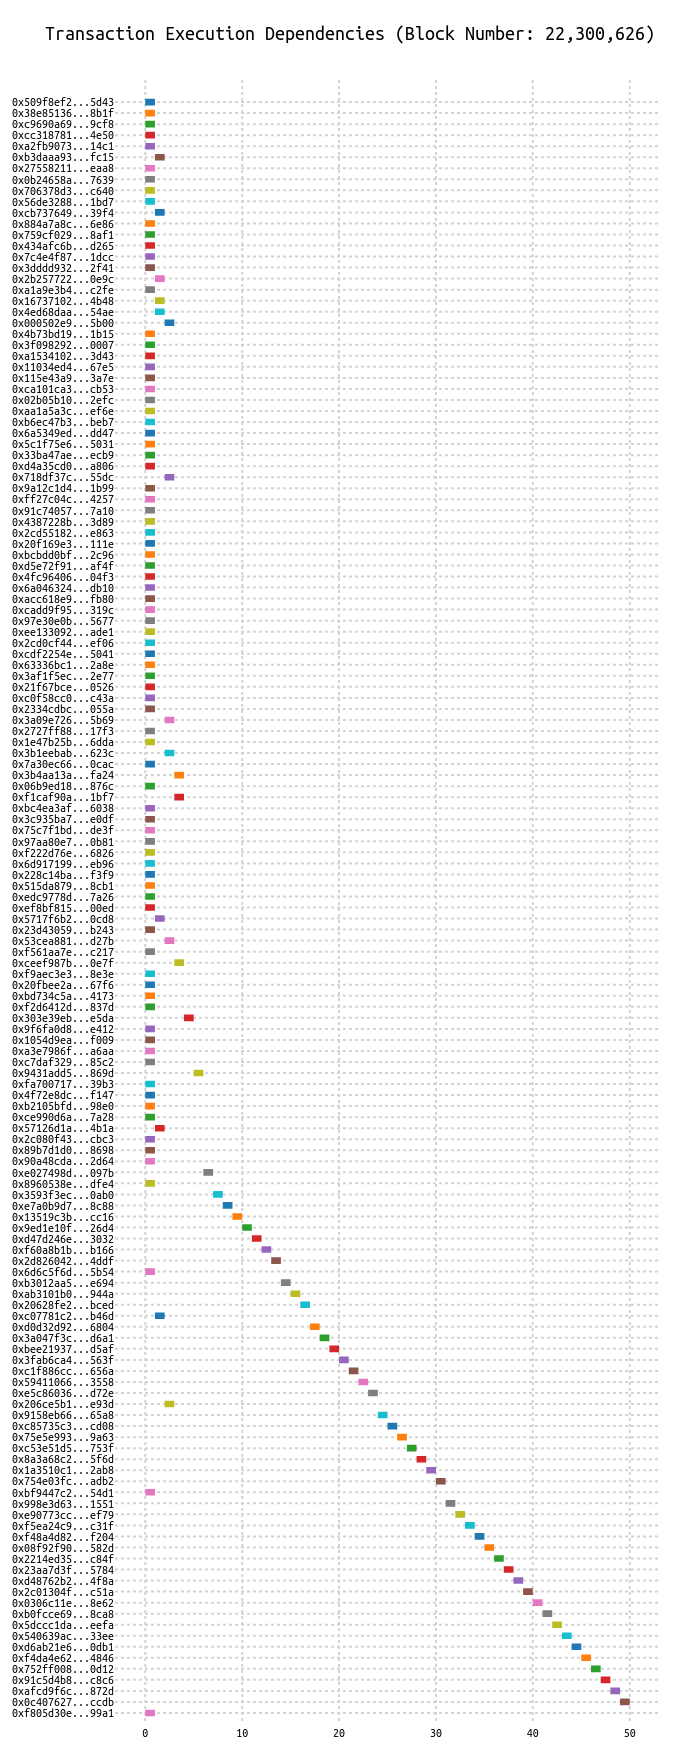 Transaction Execution Dependencies (Block Number: 22,300,626)
0x509f8ef2...5d43
0x38e85136...8b1f
0xc9690a69...9cf8
0xcc318781...4e50
0xa2fb9073...14c1
0xb3daaa93...fc15
0x27558211...eaa8
0x0b24658a...7639
0x706378d3...c640
0x56de3288...1bd7
0xcb737649...39f4
0x884a7a8c...6e86
0x759cf029...8af1
0x434afc6b...d265
0x7c4e4f87...1dcc
0x3dddd932...2f41
0x2b257722...0e9c
0xa1a9e3b4...c2fe
0x16737102...4b48
0x4ed68daa...54ae
0x000502e9...5b00
0x4b73bd19...1b15
0x3f098292...0007
0xa1534102...3d43
0x11034ed4...67e5
0x115e43a9...3a7e
0xca101ca3...cb53
0x02b05b10...2efc
0xaa1a5a3c...ef6e
0xb6ec47b3...beb7
0x6a5349ed...dd47
0x5c1f75e6...5031
0x33ba47ae...ecb9
0xd4a35cd0...a806
0x718df37c...55dc
0x9a12c1d4...1b99
0xff27c04c...4257
0x91c74057...7a10
0x4387228b...3d89
0x2cd55182...e863
0x20f169e3...111e
0xbcbdd0bf...2c96
0xd5e72f91...af4f
0x4fc96406...04f3
0x6a046324...db10
0xacc618e9...fb80
0xcadd9f95...319c
0x97e30e0b...5677
0xee133092...ade1
0x2cd0cf44...ef06
0xcdf2254e...5041
0x63336bc1...2a8e
0x3af1f5ec...2e77
0x21f67bce...0526
0xc0f58cc0...c43a
0x2334cdbc...055a
0x3a09e726...5b69
0x2727ff88...17f3
0x1e47b25b...6dda
0x3b1eebab...623c
0x7a30ec66...0cac
0x3b4aa13a...fa24
0x06b9ed18...876c
0xf1caf90a...1bf7
0xbc4ea3af...6038
0x3c935ba7...e0df
0x75c7f1bd...de3f
0x97aa80e7...0b81
0xf222d76e...6826
0x6d917199...eb96
0x228c14ba...f3f9
0x515da879...8cb1
0xedc9778d...7a26
0xef8bf815...00ed
0x5717f6b2...0cd8
0x23d43059...b243
0x53cea881...d27b
0xf561aa7e...c217
0xceef987b...0e7f
0xf9aec3e3...8e3e
0x20fbee2a...67f6
0xbd734c5a...4173
0xf2d6412d...837d
0x303e39eb...e5da
0x9f6fa0d8...e412
0x1054d9ea...f009
0xa3e7986f...a6aa
0xc7daf329...85c2
0x9431add5...869d
0xfa700717...39b3
0x4f72e8dc...f147
0xb2105bfd...98e0
0xce990d6a...7a28
0x57126d1a...4b1a
0x2c080f43...cbc3
0x89b7d1d0...8698
0x90a48cda...2d64
0xe027498d...097b
0x8960538e...dfe4
0x3593f3ec...0ab0
0xe7a0b9d7...8c88
0x13519c3b...cc16
0x9ed1e10f...26d4
0xd47d246e...3032
0xf60a8b1b...b166
0x2d826042...4ddf
0x6d6c5f6d...5b54
0xb3012aa5...e694
0xab3101b0...944a
0x20628fe2...bced
0xc07781c2...b46d
0xd0d32d92...6804
0x3a047f3c...d6a1
0xbee21937...d5af
0x3fab6ca4...563f
0xc1f886cc...656a
0x59411066...3558
0xe5c86036...d72e
0x206ce5b1...e93d
0x9158eb66...65a8
0xc85735c3...cd08
0x75e5e993...9a63
0xc53e51d5...753f
0x8a3a68c2...5f6d
0x1a3510c1...2ab8
0x754e03fc...adb2
0xbf9447c2...54d1
0x998e3d63...1551
0xe90773cc...ef79
0xf5ea24c9...c31f
0xf48a4d82...f204
0x08f92f90...582d
0x2214ed35...c84f
0x23aa7d3f...5784
0xd48762b2...4f8a
0x2c01304f...c51a
0x0306c11e...8e62
0xb0fcce69...8ca8
0x5dccc1da...eefa
0x540639ac...33ee
0xd6ab21e6...0db1
0xf4da4e62...4846
0x752ff008...0d12
0x91c5d4b8...c8c6
0xafcd9f6c...872d
0x0c407627...ccdb
0xf805d30e...99a1
0 10 20 30 40 50